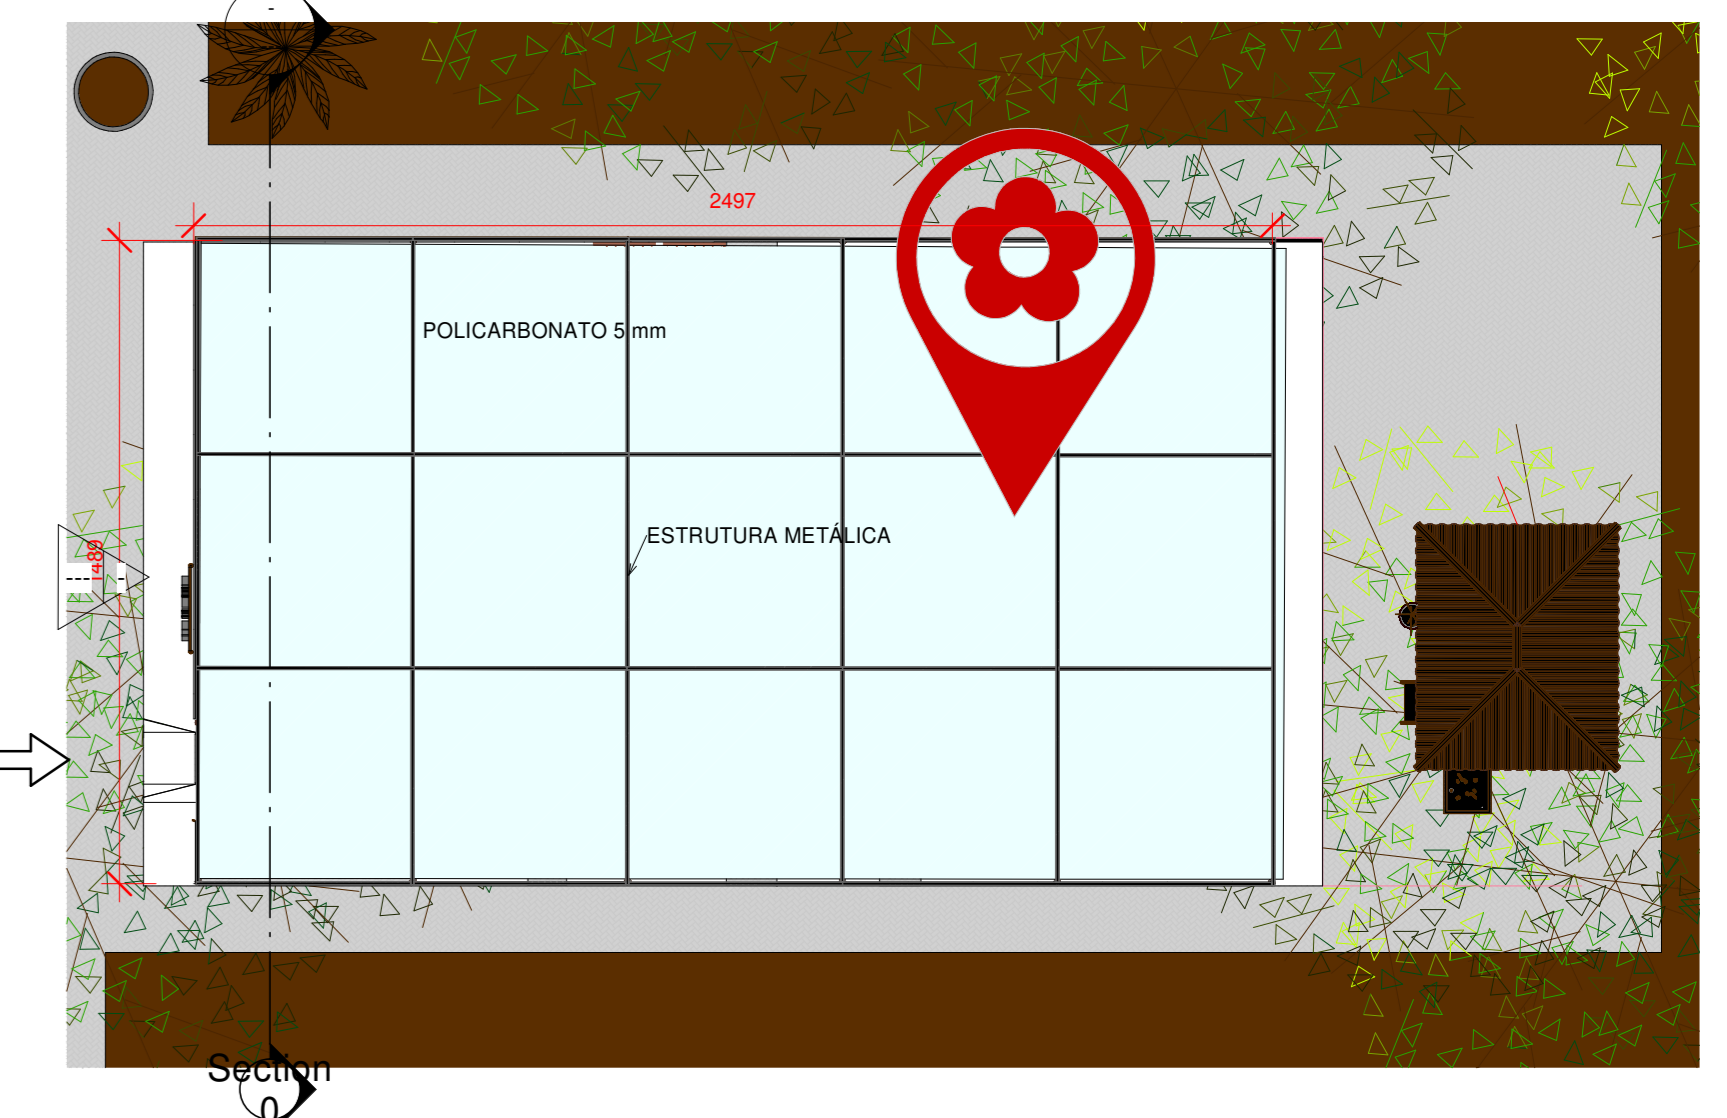 -
2497
POLICARBONATO 5 mm
ESTRUTURA METÁLICA
1489
Section
0